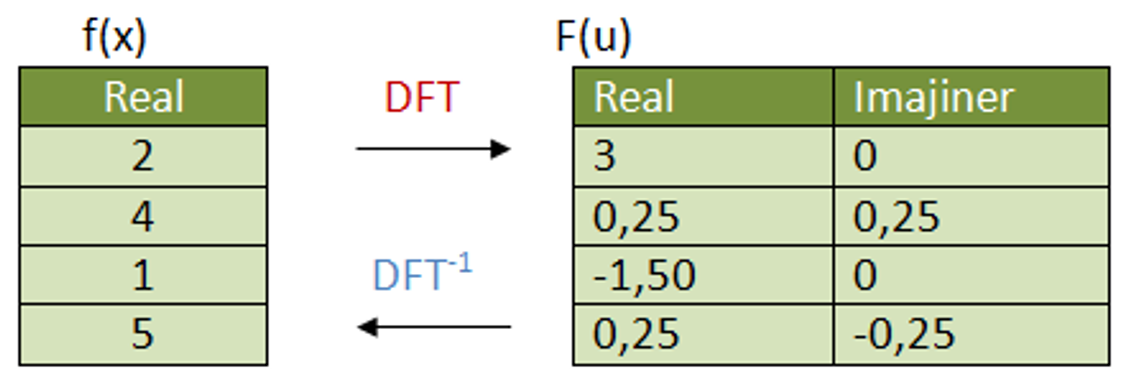 f(x) F(u)
Real DFT Real Imajiner
2 3 0
4 0,25 0,25
1 DFT-1 -1,50 0
5 0,25 -0,25